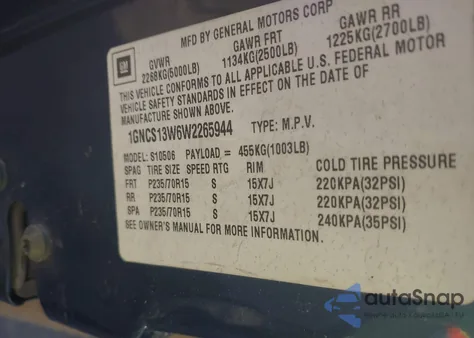 MFD BY GENERAL MOTORS CORP
GM
GVWR GAWR FRT GAWR RR
2268KG(5000LB) 1134KG(2500LB) 1225KG(2700LB)
THIS VEHICLE CONFORMS TO ALL APPLICABLE U.S. FEDERAL MOTOR
VEHICLE SAFETY STANDARDS IN EFFECT ON THE DATE OF
MANUFACTURE SHOWN ABOVE.
1GNCS13W6W2265944 TYPE: M.P.V.
MODEL: S10506 PAYLOAD = 455KG(1003LB)
SPAG TIRE SIZE SPEED RTG RIM COLD TIRE PRESSURE
FRT P235/70R15 S 15X7J 220KPA(32PSI)
RR P235/70R15 S 15X7J 220KPA(32PSI)
SPA P235/70R15 S 15X7J 240KPA(35PSI)
SEE OWNER'S MANUAL FOR MORE INFORMATION.
autoSnap